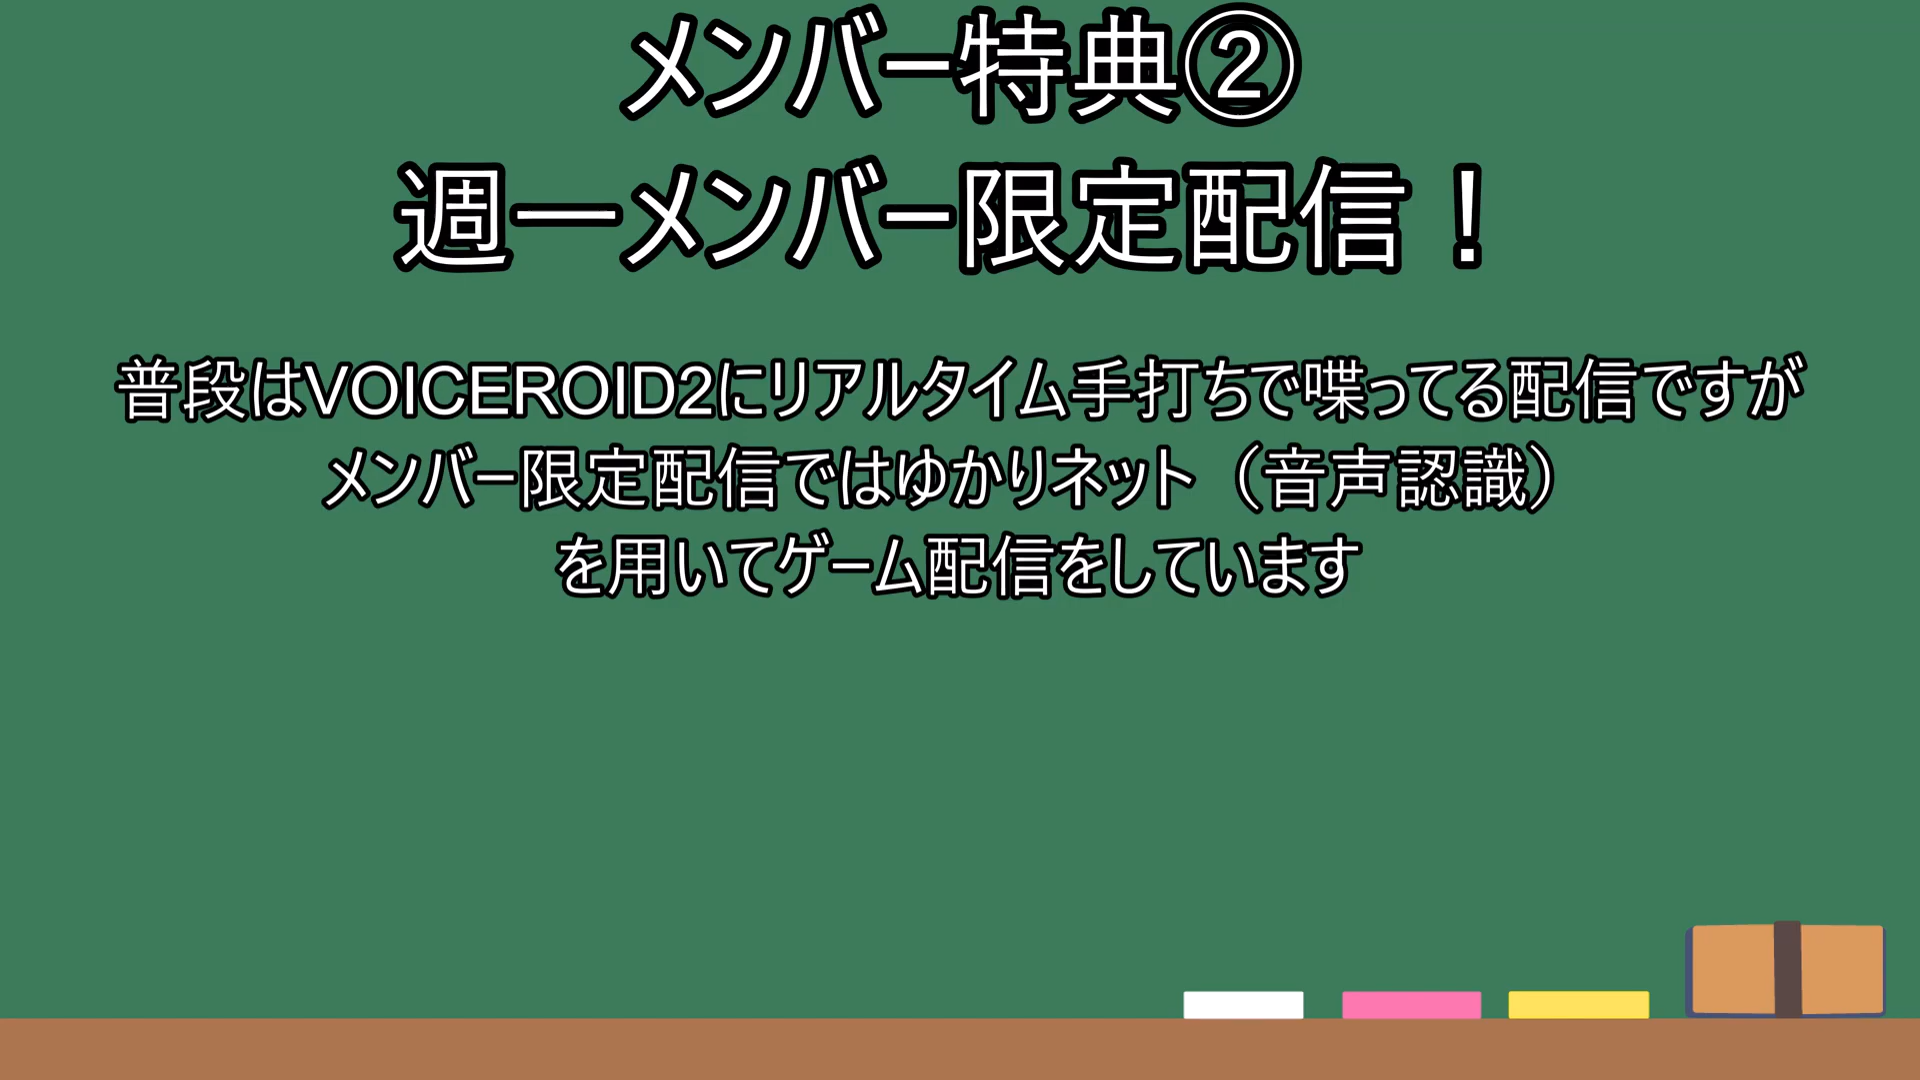 メンバー特典②
週一メンバー限定配信！
普段はVOICEROID2にリアルタイム手打ちで喋ってる配信ですが
メンバー限定配信ではゆかりネット（音声認識）
を用いてゲーム配信をしています